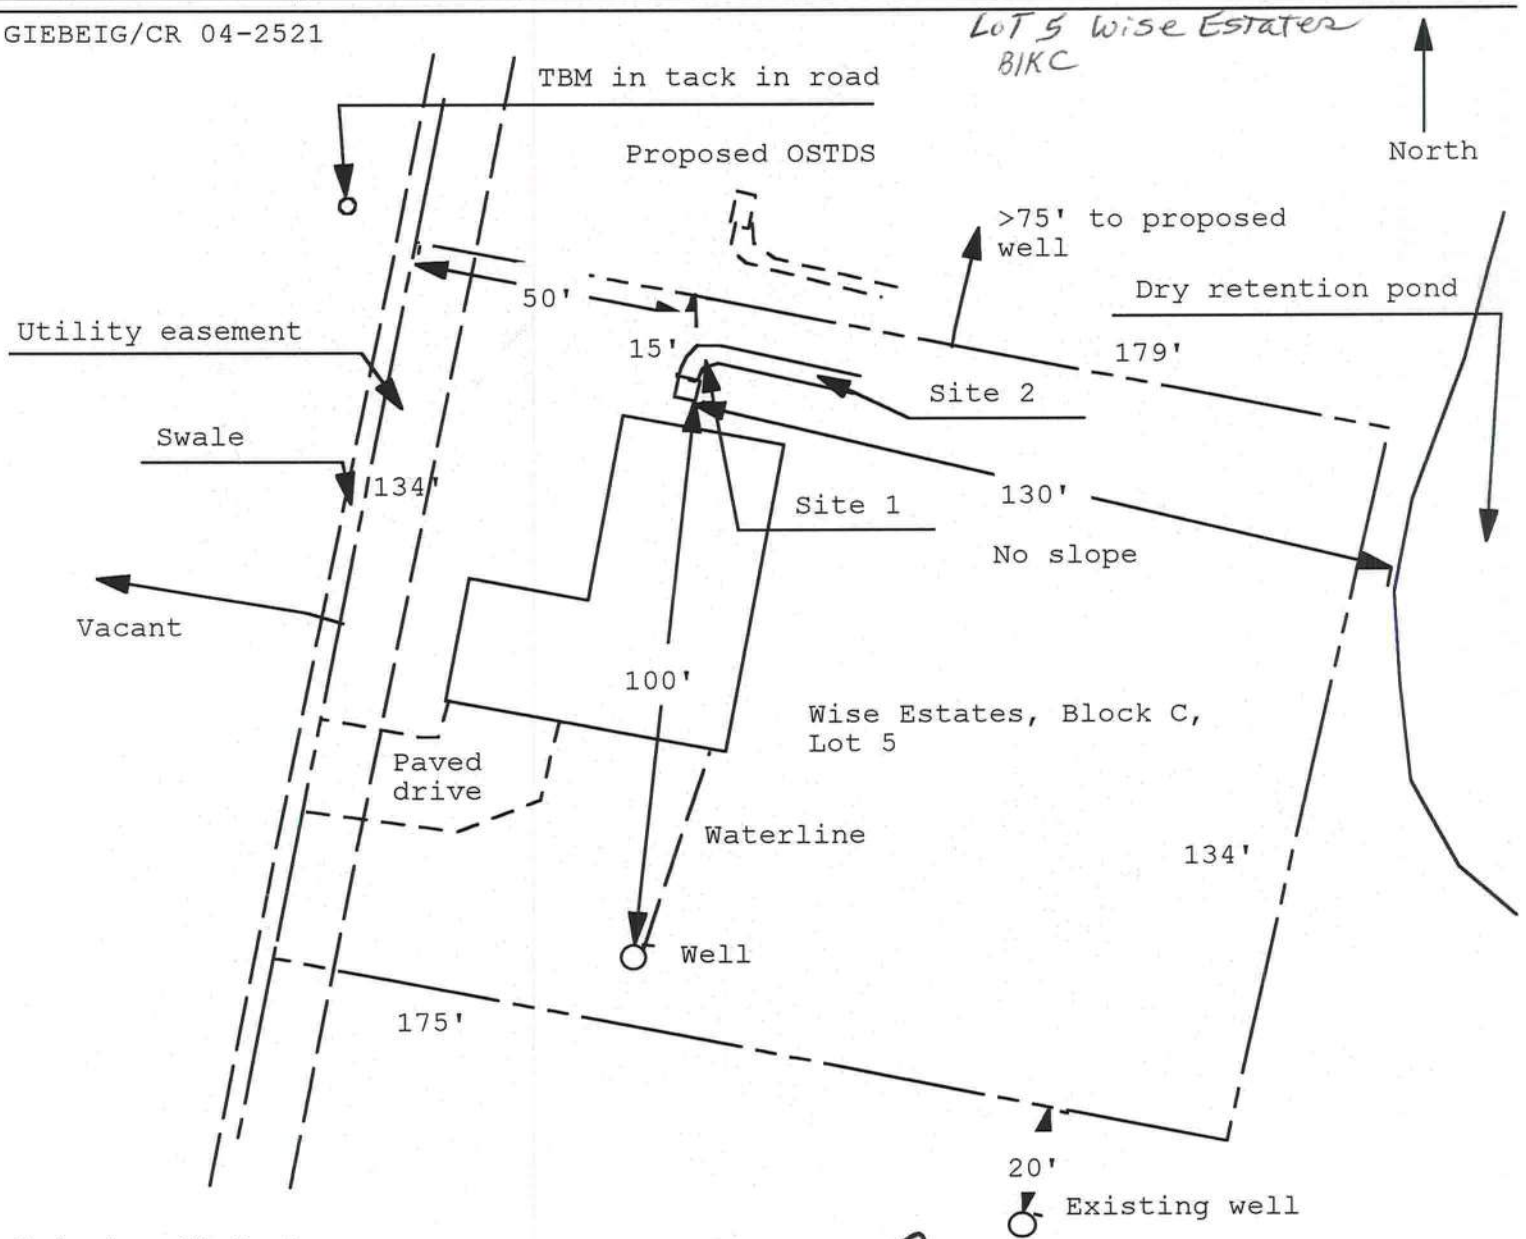 GIEBEIG/CR 04-2521
LOT 5 Wise Estates
BlKC
TBM in tack in road
North
Proposed OSTDS
>75' to proposed
well
Dry retention pond
50'
Utility easement
15'
179'
Site 2
Swale
134'
130'
Site 1
No slope
Vacant
100'
Wise Estates, Block C,
Lot 5
Paved
drive
Waterline
134'
Well
175'
20'
Existing well